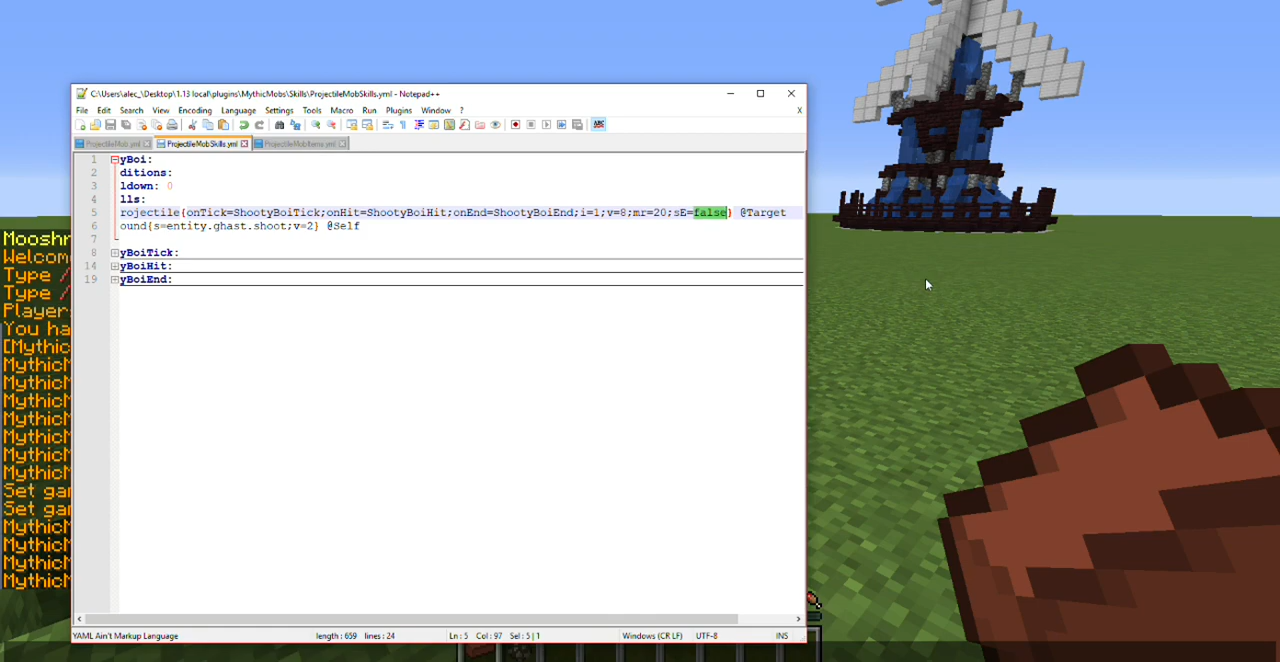 C:\Users\alec_\Desktop\1.13 local\plugins\MythicMobs\Skills\ProjectileMobSkills.yml - Notepad++
File Edit Search View Encoding Language Settings Tools Macro Run Plugins Window ? X
ProjectileMob.yml ProjectileMobSkills.yml ProjectileMobItems.yml
1 yBoi:
2 ditions:
3 ldown: 0
4 lls:
5 rojectile{onTick=ShootyBoiTick;onHit=ShootyBoiHit;onEnd=ShootyBoiEnd;i=1;v=8;mr=20;sE=false} @Target
6 ound{s=entity.ghast.shoot;v=2} @Self
7
8 yBoiTick:
14 yBoiHit:
19 yBoiEnd:
Mooshr
Welcom
Type /
Type /
Player
You ha
[Mythic
MythicM
MythicM
MythicM
MythicM
MythicM
MythicM
MythicM
Set gam
Set gam
MythicM
MythicM
MythicM
MythicM
YAML Ain't Markup Language length : 659 lines : 24 Ln : 5 Col : 97 Sel : 5 | 1 Windows (CR LF) UTF-8 INS